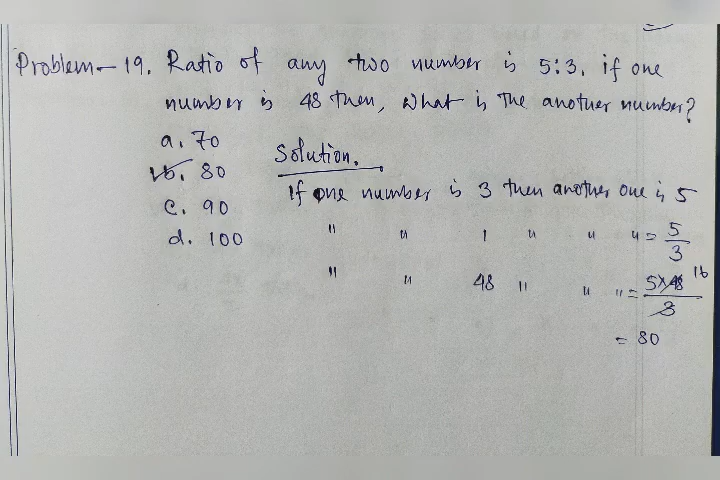 Problem- 19. Ratio of any two number is 5:3. if one
number is 48 then, what is the another number?
a. 70
b. 80
c. 90
d. 100
Solution.
If one number is 3 then another one is 5
" " 1 " " " = 5/3
" " 48 " " " = 5×48/3 16
= 80